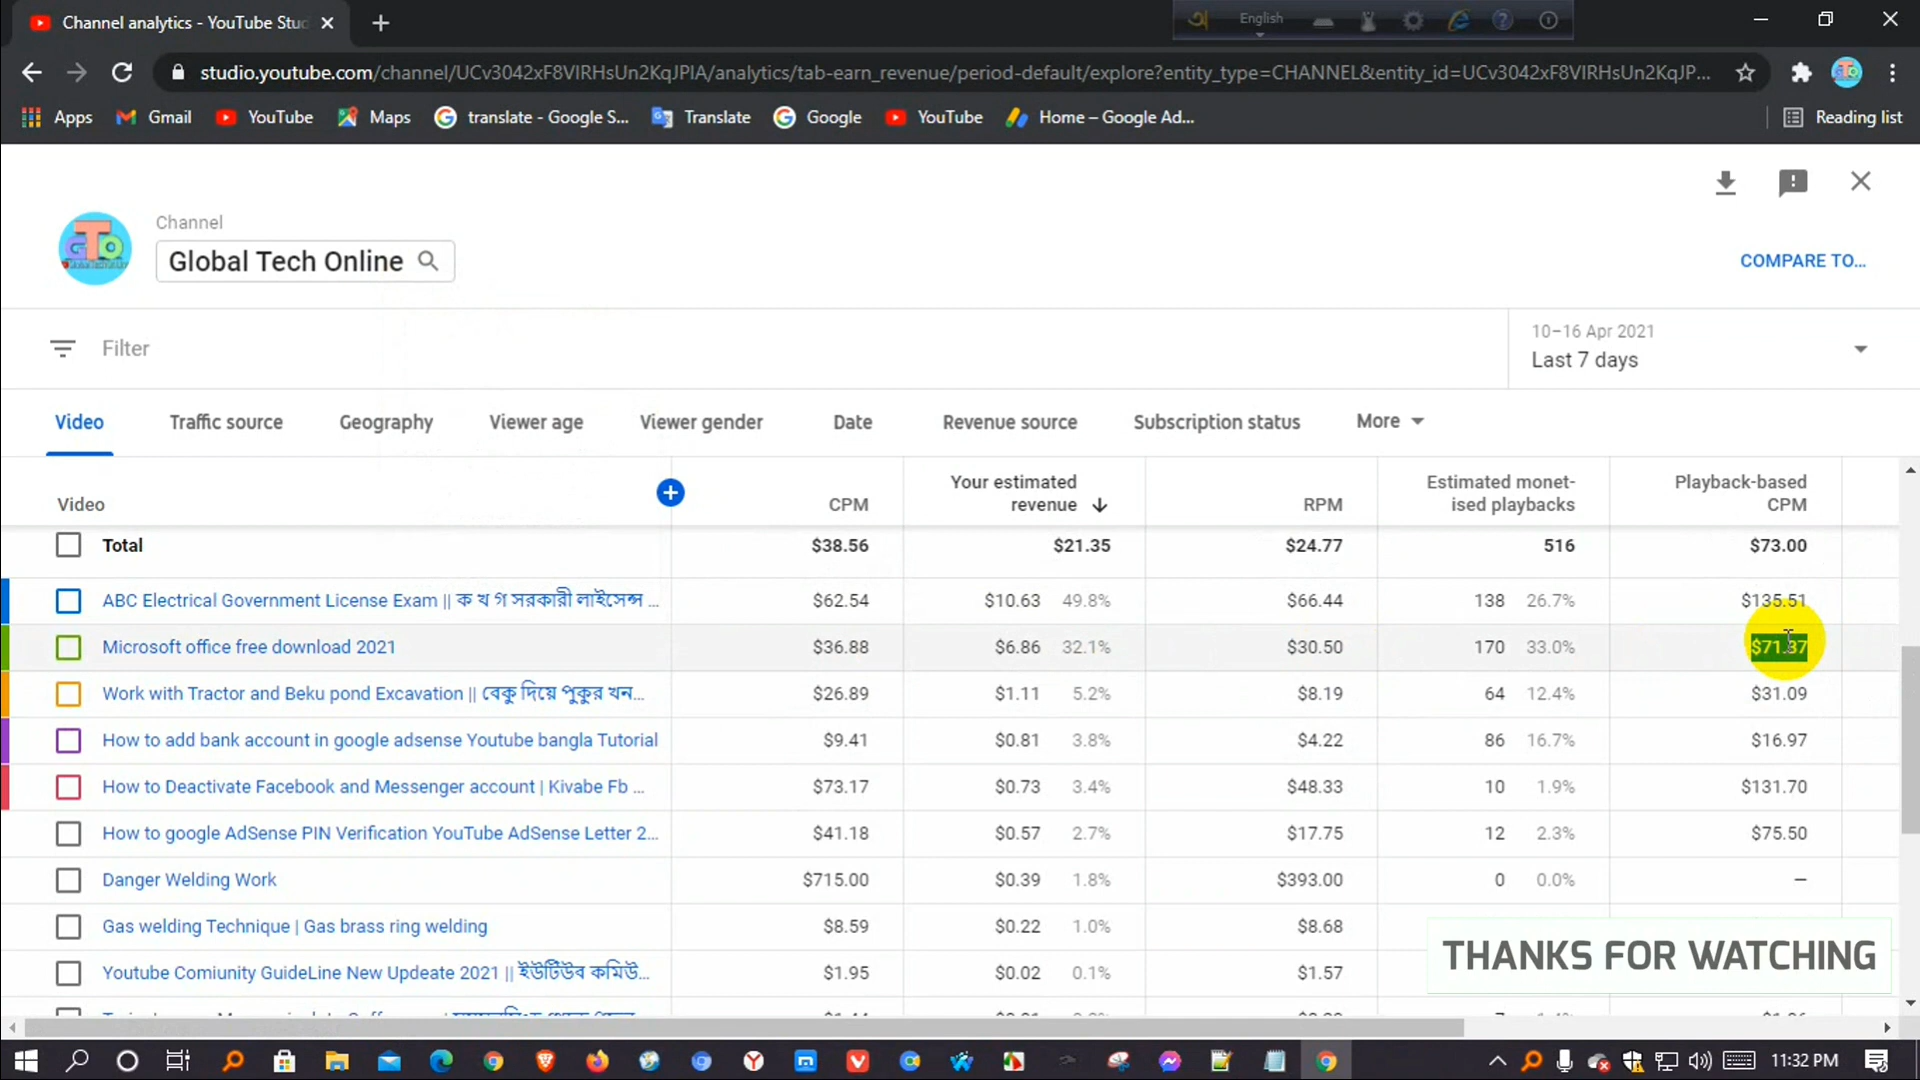 Channel analytics - YouTube Stud
English
studio.youtube.com/channel/UCv3042xF8VIRHsUn2KqJPIA/analytics/tab-earn_revenue/period-default/explore?entity_type=CHANNEL&entity_id=UCv3042xF8VIRHsUn2KqJP...
Apps Gmail YouTube Maps translate - Google S... Translate Google YouTube Home – Google Ad... Reading list
Channel
Global Tech Online
COMPARE TO...
Filter
10–16 Apr 2021
Last 7 days
Video Traffic source Geography Viewer age Viewer gender Date Revenue source Subscription status More
Video CPM Your estimated revenue RPM Estimated monet-ised playbacks Playback-based CPM
Total $38.56 $21.35 $24.77 516 $73.00
ABC Electrical Government License Exam || ক খ গ সরকারী লাইসেন্স ... $62.54 $10.63 49.8% $66.44 138 26.7% $135.51
Microsoft office free download 2021 $36.88 $6.86 32.1% $30.50 170 33.0% $71.37
Work with Tractor and Beku pond Excavation || বেকু দিয়ে পুকুর খন... $26.89 $1.11 5.2% $8.19 64 12.4% $31.09
How to add bank account in google adsense Youtube bangla Tutorial $9.41 $0.81 3.8% $4.22 86 16.7% $16.97
How to Deactivate Facebook and Messenger account | Kivabe Fb ... $73.17 $0.73 3.4% $48.33 10 1.9% $131.70
How to google AdSense PIN Verification YouTube AdSense Letter 2... $41.18 $0.57 2.7% $17.75 12 2.3% $75.50
Danger Welding Work $715.00 $0.39 1.8% $393.00 0 0.0% –
Gas welding Technique | Gas brass ring welding $8.59 $0.22 1.0% $8.68
Youtube Comiunity GuideLine New Updeate 2021 || ইউটিউব কমিউ... $1.95 $0.02 0.1% $1.57
THANKS FOR WATCHING
11:32 PM